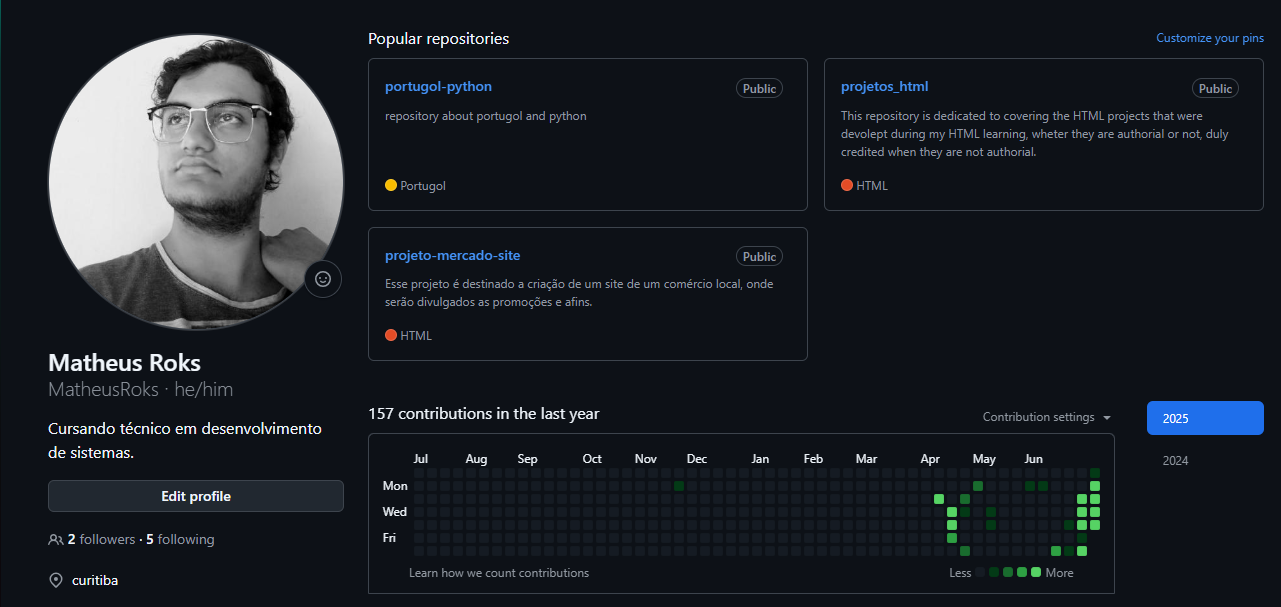 Popular repositories
Customize your pins
portugol-python
Public
repository about portugol and python
Portugol
projetos_html
Public
This repository is dedicated to covering the HTML projects that were
devolept during my HTML learning, wheter they are authorial or not, duly
credited when they are not authorial.
HTML
projeto-mercado-site
Public
Esse projeto é destinado a criação de um site de um comércio local, onde
serão divulgados as promoções e afins.
HTML
Matheus Roks
MatheusRoks · he/him
Cursando técnico em desenvolvimento
de sistemas.
Edit profile
2 followers · 5 following
curitiba
157 contributions in the last year
Contribution settings
2025
2024
Jul Aug Sep Oct Nov Dec Jan Feb Mar Apr May Jun
Mon
Wed
Fri
Learn how we count contributions
Less More